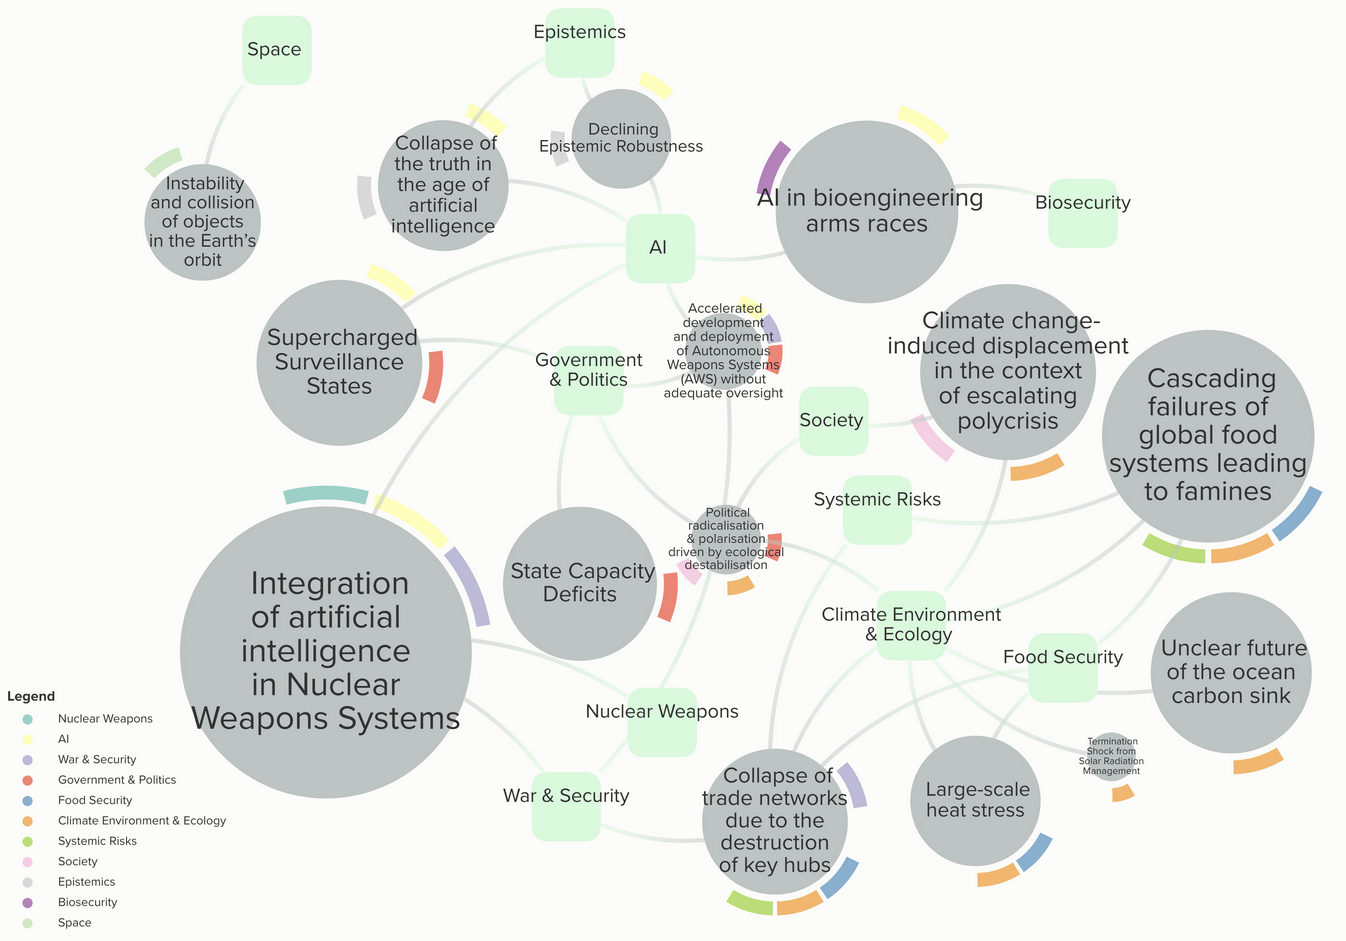 Space
Epistemics
Declining
Epistemic Robustness
Collapse of
the truth in
the age of
artificial
intelligence
Instability
and collision
of objects
in the Earth's
orbit
AI in bioengineering
arms races
Biosecurity
AI
Supercharged
Surveillance
States
Government
& Politics
Accelerated
development
and deployment
of Autonomous
Weapons Systems
(AWS) without
adequate oversight
Climate change-
induced displacement
in the context
of escalating
polycrisis
Society
Cascading
failures of
global food
systems leading
to famines
Systemic Risks
Political
radicalisation
& polarisation
driven by ecological
destabilisation
State Capacity
Deficits
Integration
of artificial
intelligence
in Nuclear
Weapons Systems
Climate Environment
& Ecology
Food Security
Unclear future
of the ocean
carbon sink
Nuclear Weapons
Termination
Shock from
Solar Radiation
Management
War & Security
Collapse of
trade networks
due to the
destruction
of key hubs
Large-scale
heat stress
Legend
Nuclear Weapons
AI
War & Security
Government & Politics
Food Security
Climate Environment & Ecology
Systemic Risks
Society
Epistemics
Biosecurity
Space